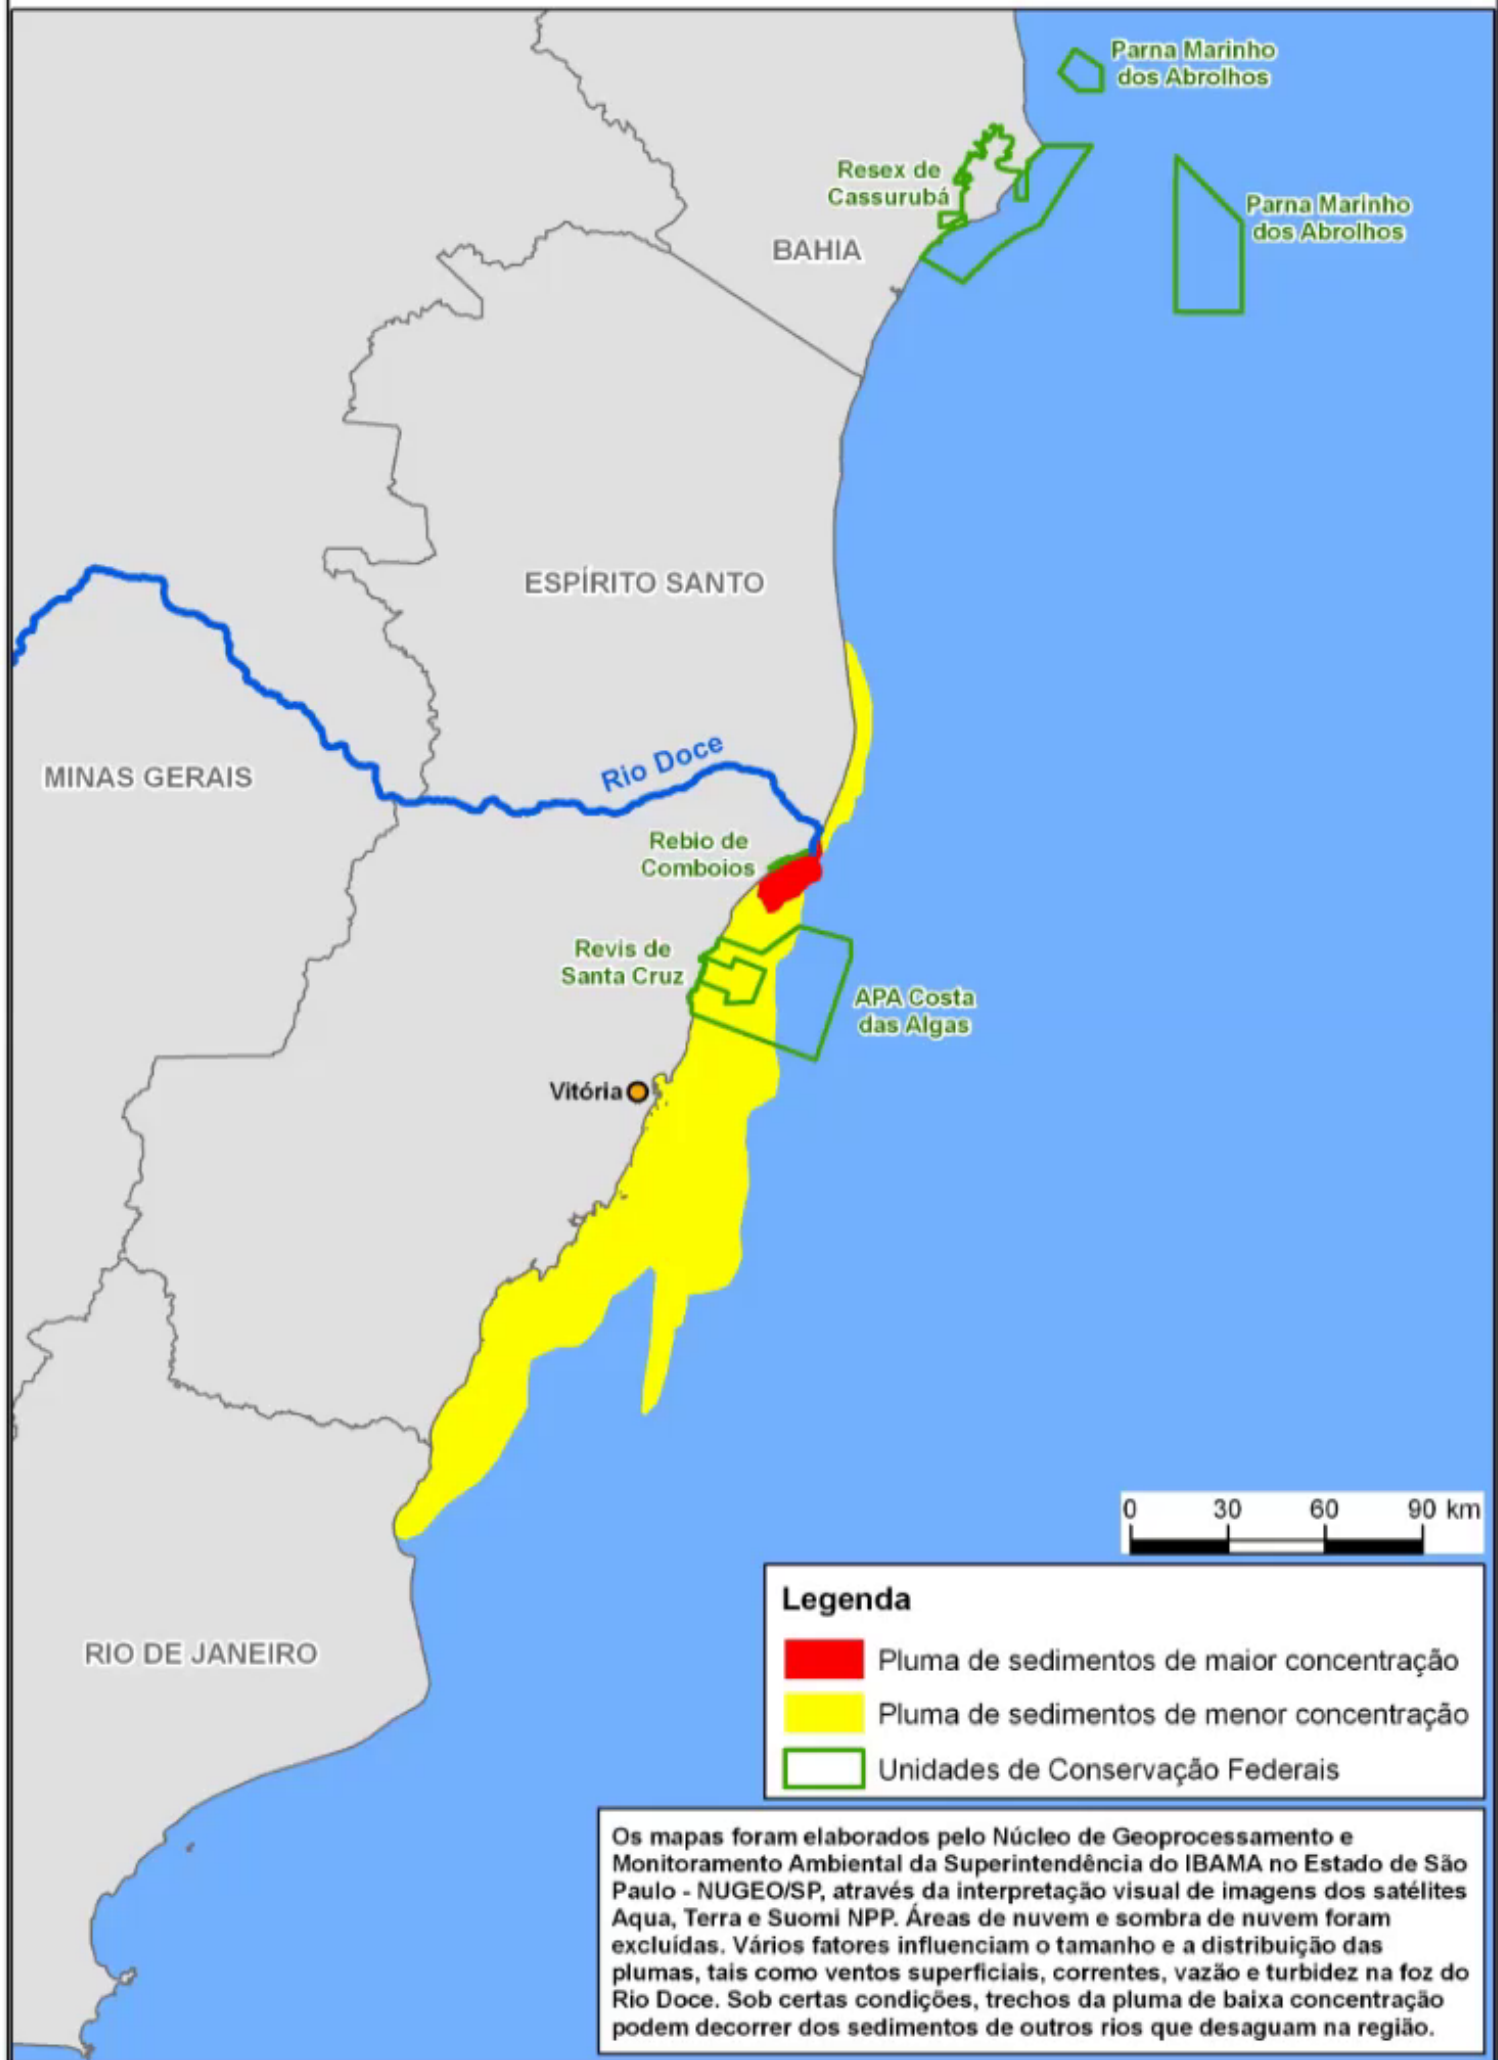 Parna Marinho
dos Abrolhos
Resex de
Cassurubá
Parna Marinho
dos Abrolhos
BAHIA
ESPÍRITO SANTO
Rio Doce
MINAS GERAIS
Rebio de
Comboios
Revis de
Santa Cruz
APA Costa
das Algas
Vitória
0 30 60 90 km
RIO DE JANEIRO
Legenda
Pluma de sedimentos de maior concentração
Pluma de sedimentos de menor concentração
Unidades de Conservação Federais
Os mapas foram elaborados pelo Núcleo de Geoprocessamento e
Monitoramento Ambiental da Superintendência do IBAMA no Estado de São
Paulo - NUGEO/SP, através da interpretação visual de imagens dos satélites
Aqua, Terra e Suomi NPP. Áreas de nuvem e sombra de nuvem foram
excluídas. Vários fatores influenciam o tamanho e a distribuição das
plumas, tais como ventos superficiais, correntes, vazão e turbidez na foz do
Rio Doce. Sob certas condições, trechos da pluma de baixa concentração
podem decorrer dos sedimentos de outros rios que desaguam na região.